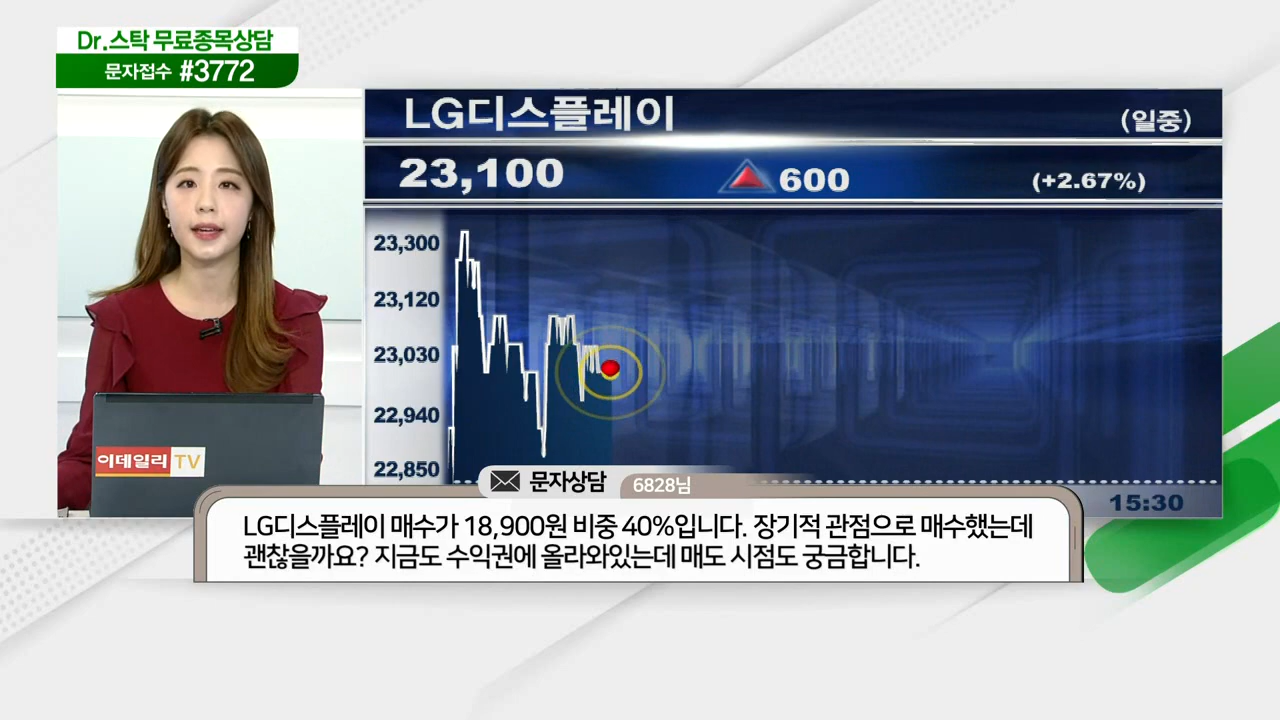 Dr.스탁 무료종목상담
문자접수 #3772
LG디스플레이
(일중)
23,100
600
(+2.67%)
23,300
23,120
23,030
22,940
22,850
15:30
이데일리 TV
문자상담
6828님
LG디스플레이 매수가 18,900원 비중 40%입니다. 장기적 관점으로 매수했는데
괜찮을까요? 지금도 수익권에 올라와있는데 매도 시점도 궁금합니다.